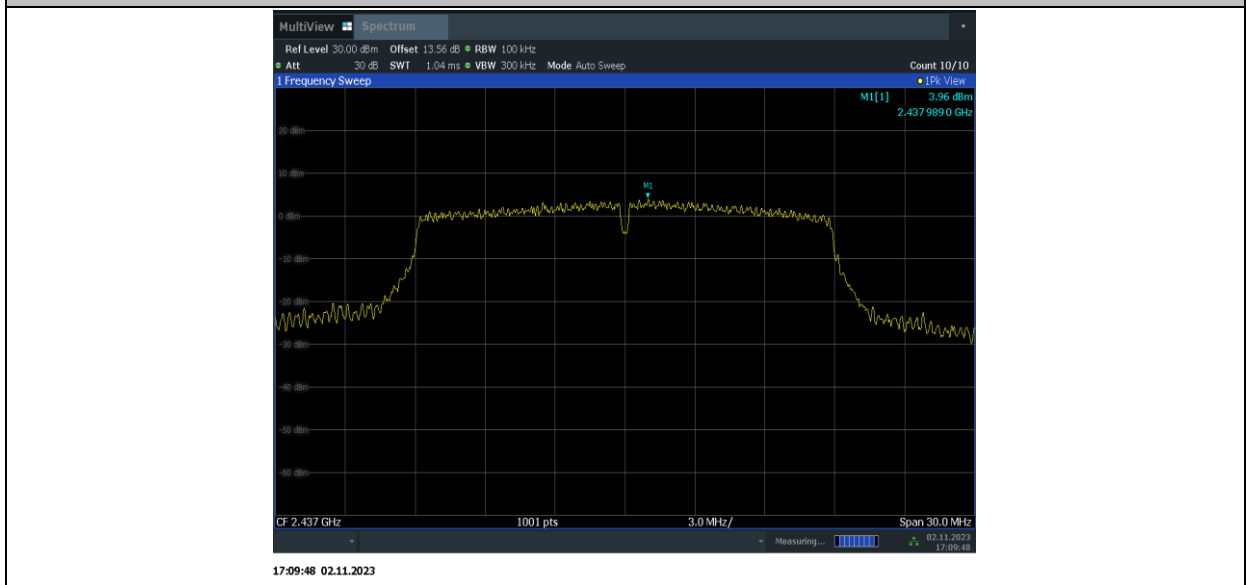 MultiView Spectrum
Ref Level 30.00 dBm Offset 13.56 dB RBW 100 kHz
Att 30 dB SWT 1.04 ms VBW 300 kHz Mode Auto Sweep Count 10/10
1 Frequency Sweep 1Pk View
M1[1] 3.96 dBm
2.437 989 0 GHz
20 dBm
10 dBm
M1
0 dBm
-10 dBm
-20 dBm
-30 dBm
-40 dBm
-50 dBm
-60 dBm
CF 2.437 GHz 1001 pts 3.0 MHz/ Span 30.0 MHz
Measuring... 02.11.2023
17:09:48
17:09:48 02.11.2023